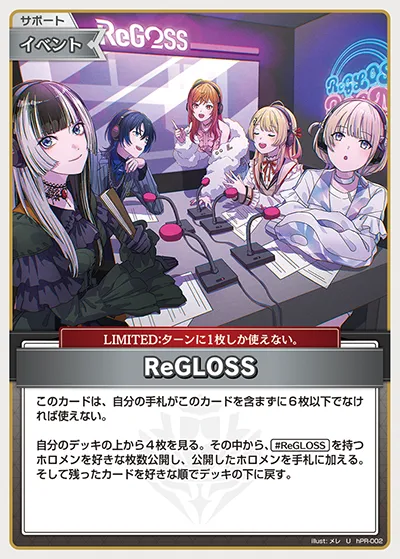 サポート
イベント
ReGLOSS
ReGLOSS
LIMITED:ターンに1枚しか使えない。
ReGLOSS
このカードは、自分の手札がこのカードを含まずに6枚以下でなけ
れば使えない。
自分のデッキの上から4枚を見る。その中から、#ReGLOSSを持つ
ホロメンを好きな枚数公開し、公開したホロメンを手札に加える。
そして残ったカードを好きな順でデッキの下に戻す。
illust: メレ U hPR-002